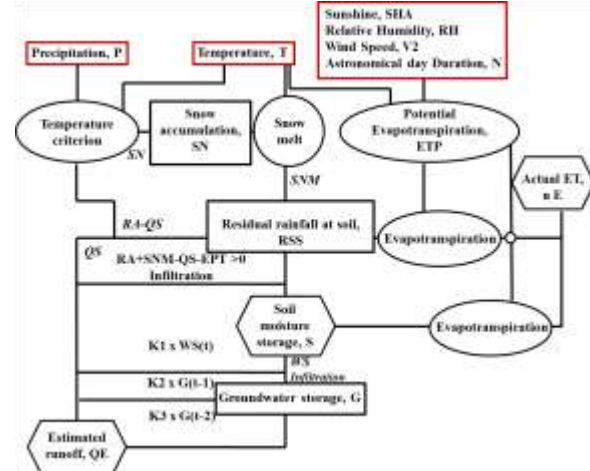 Sunshine, SHA
Relative Humidity, RH
Wind Speed, V2
Astronomical day Duration, N
Precipitation, P
Temperature, T
Temperature
criterion
SN
Snow
accumulation,
SN
Snow
melt
Potential
Evapotranspiration,
ETP
Actual ET,
n E
SNM
RA-QS
Residual rainfall at soil,
RSS
Evapotranspiration
QS
RA+SNM-QS-EPT >0
Infiltration
Soil
moisture
storage, S
Evapotranspiration
K1 x WS(t)
WS
Infiltration
K2 x G(t-1)
Groundwater storage, G
K3 x G(t-2)
Estimated
runoff, QE